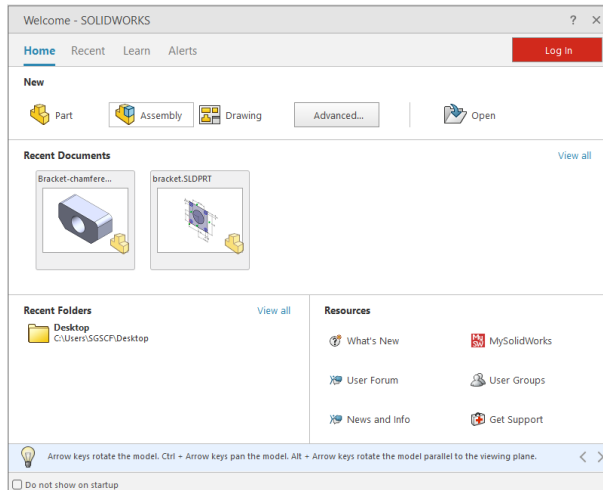 Welcome - SOLIDWORKS ? ×
Home Recent Learn Alerts Log In
New
Part Assembly Drawing Advanced... Open
Recent Documents View all
Bracket-chamfere... bracket.SLDPRT
Recent Folders View all
Desktop
C:\Users\SGSCF\Desktop
Resources
What's New MySolidWorks
User Forum User Groups
News and Info Get Support
Arrow keys rotate the model. Ctrl + Arrow keys pan the model. Alt + Arrow keys rotate the model parallel to the viewing plane.
Do not show on startup